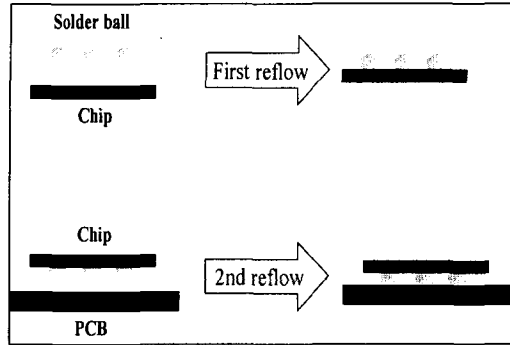 Solder ball
First reflow
Chip
Chip
2nd reflow
PCB